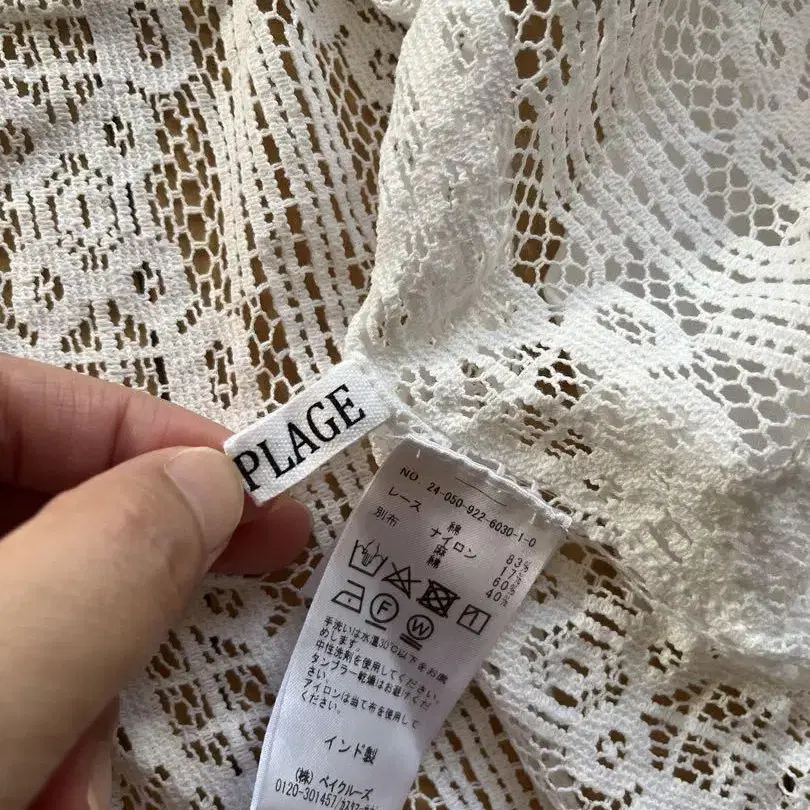 PLAGE
NO 24-050-922-6030-1-0
レース 綿 83%
ナイロン 17%
別布 麻 60%
綿 40%
F W
手洗いは水温30℃以下をお薦
めします。
中性洗剤を使用してください。
タンブラー乾燥はお避けくだ
さい。
アイロンは当て布を使用して
ください。
インド製
(株) ベイクルーズ
0120-301457